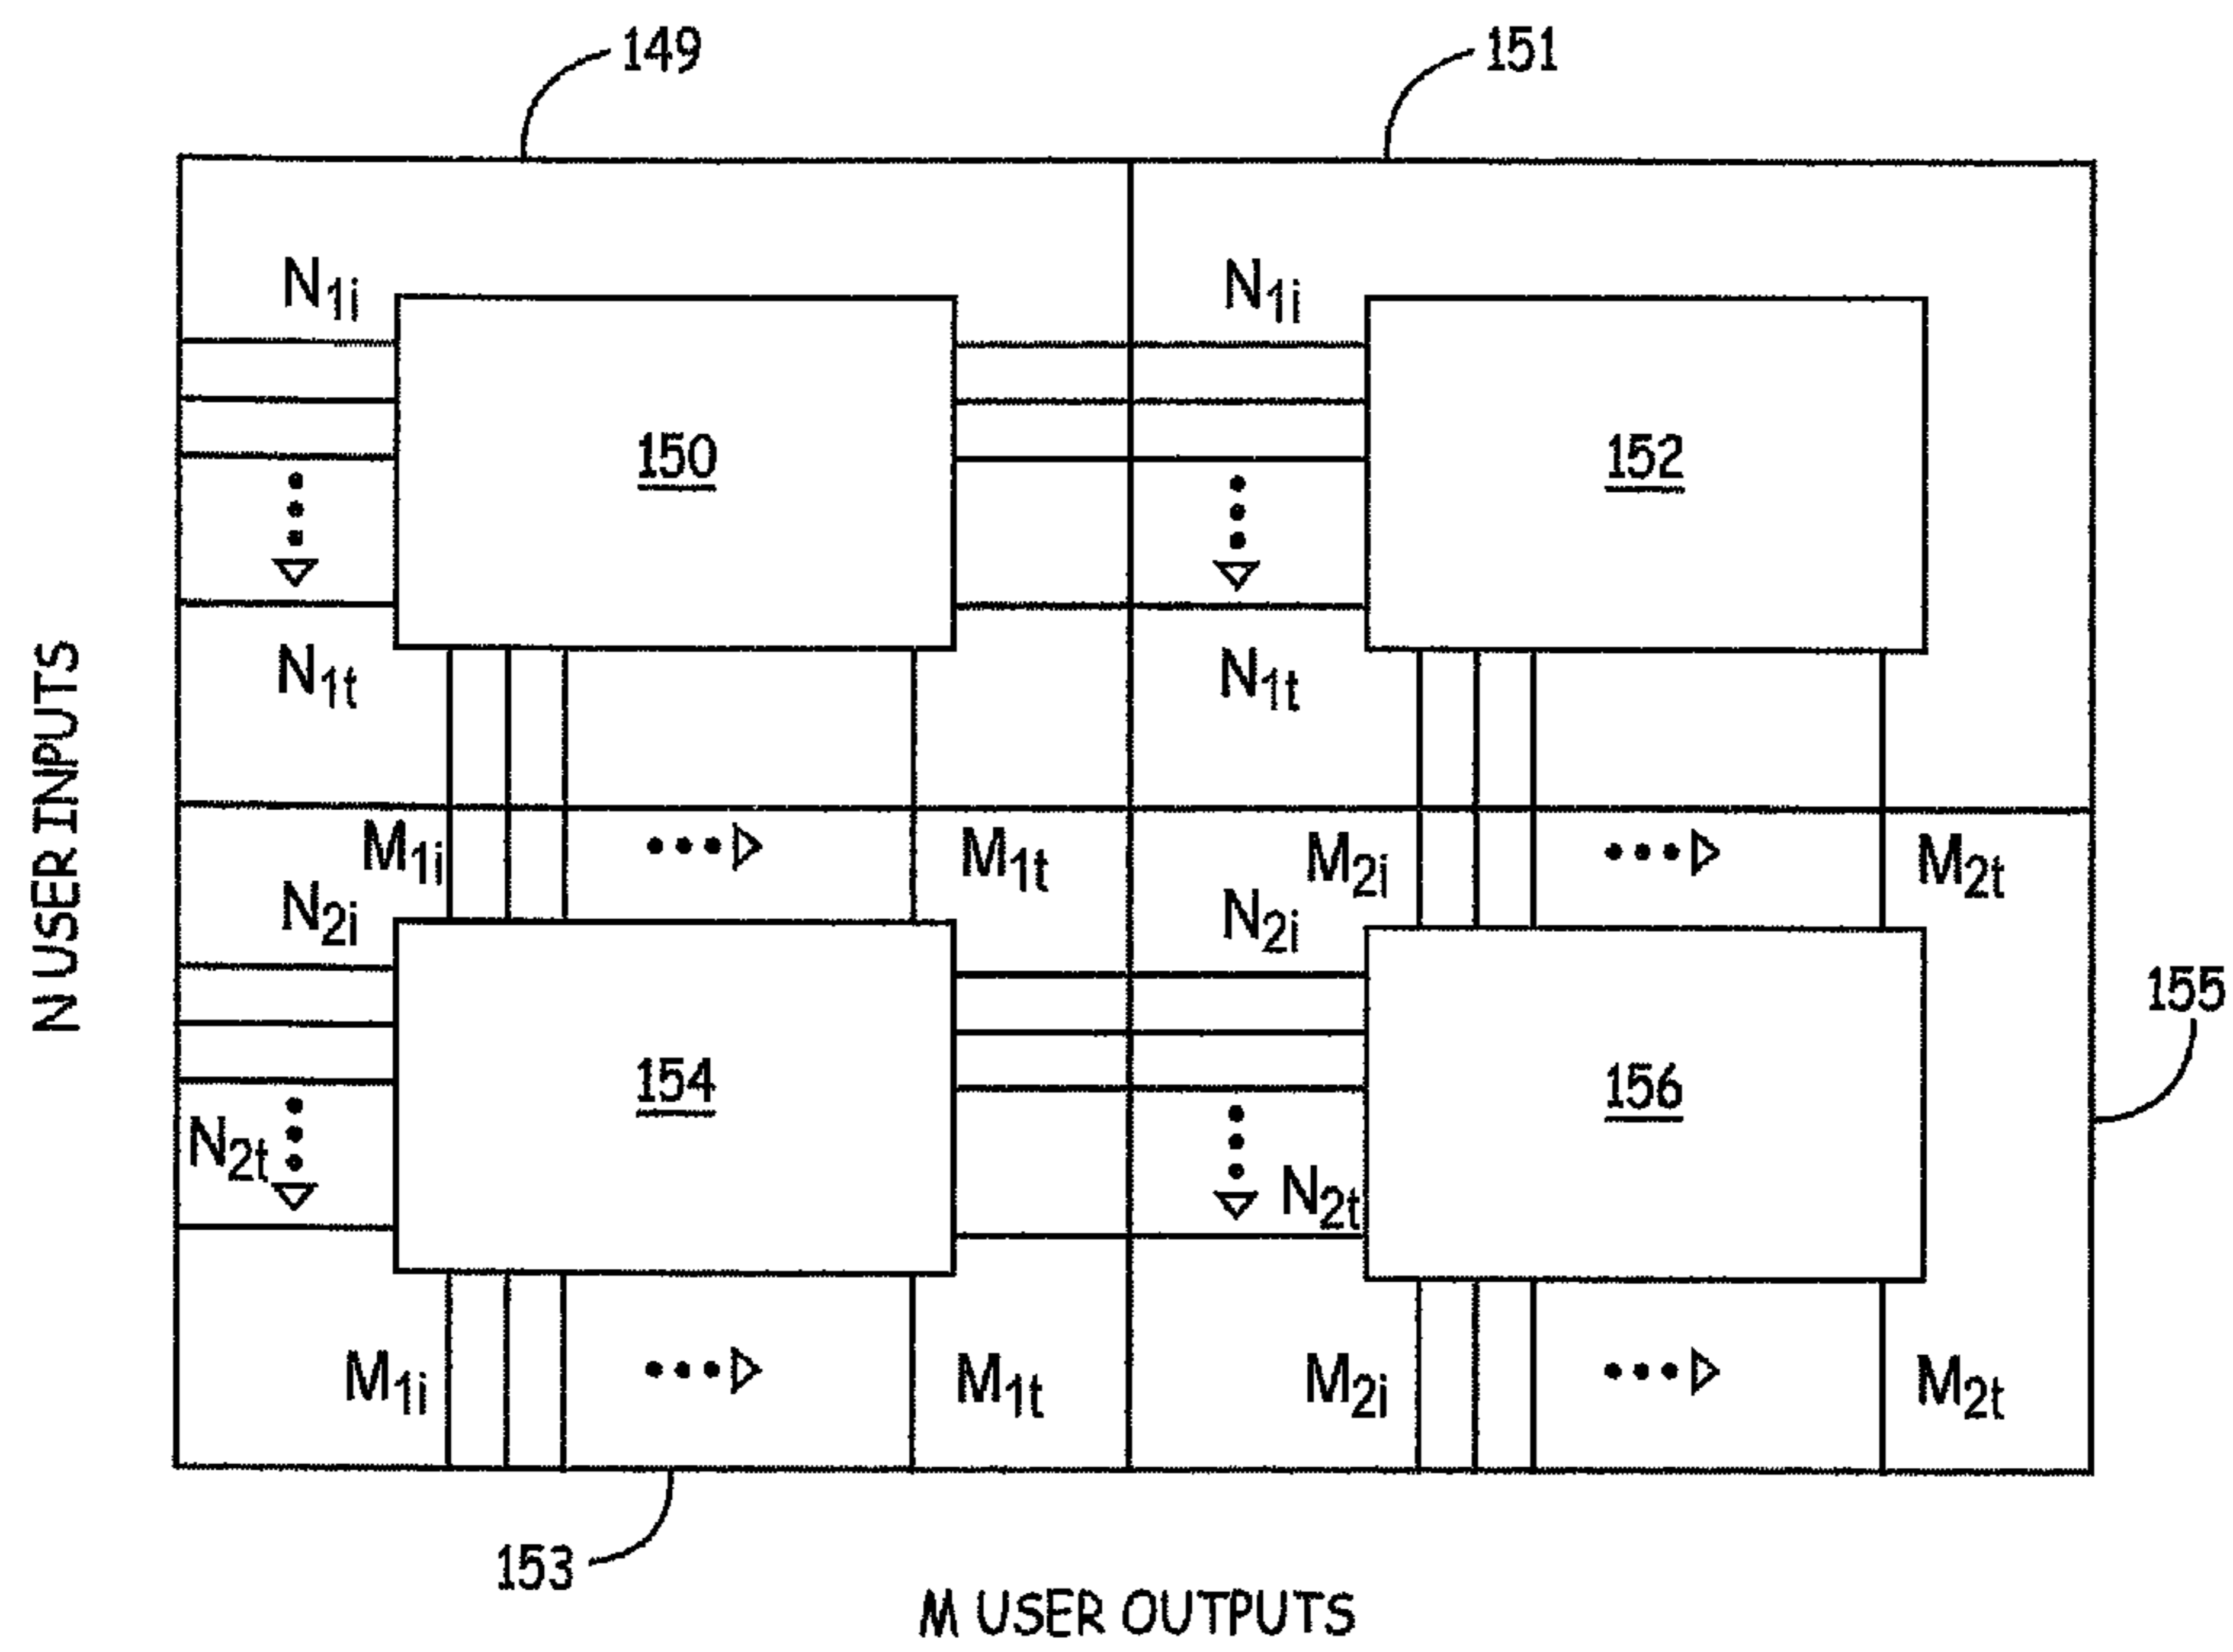 149
151
N1i
N1i
150
152
N1t
N1t
N USER INPUTS
M1i
M1t
M2i
M2t
N2i
N2i
155
154
156
N2t
N2t
M1i
M1t
M2i
M2t
153
M USER OUTPUTS